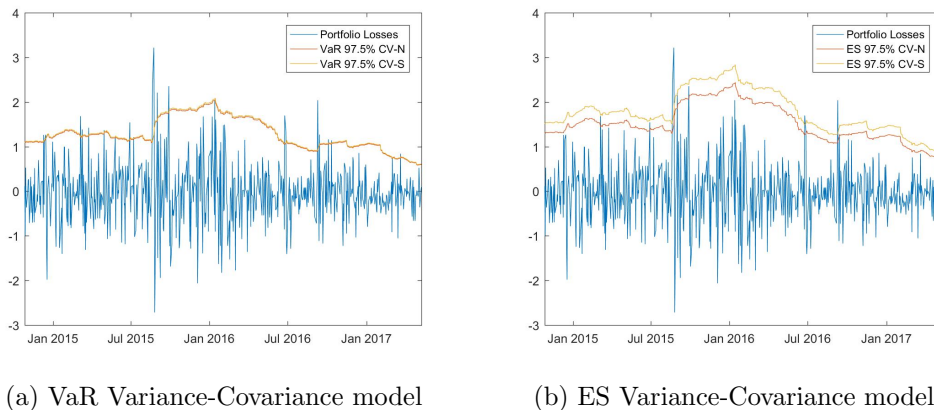 4
3
2
1
0
-1
-2
-3
Portfolio Losses
VaR 97.5% CV-N
VaR 97.5% CV-S
Jan 2015 Jul 2015 Jan 2016 Jul 2016 Jan 2017
(a) VaR Variance-Covariance model
4
3
2
1
0
-1
-2
-3
Portfolio Losses
ES 97.5% CV-N
ES 97.5% CV-S
Jan 2015 Jul 2015 Jan 2016 Jul 2016 Jan 2017
(b) ES Variance-Covariance model